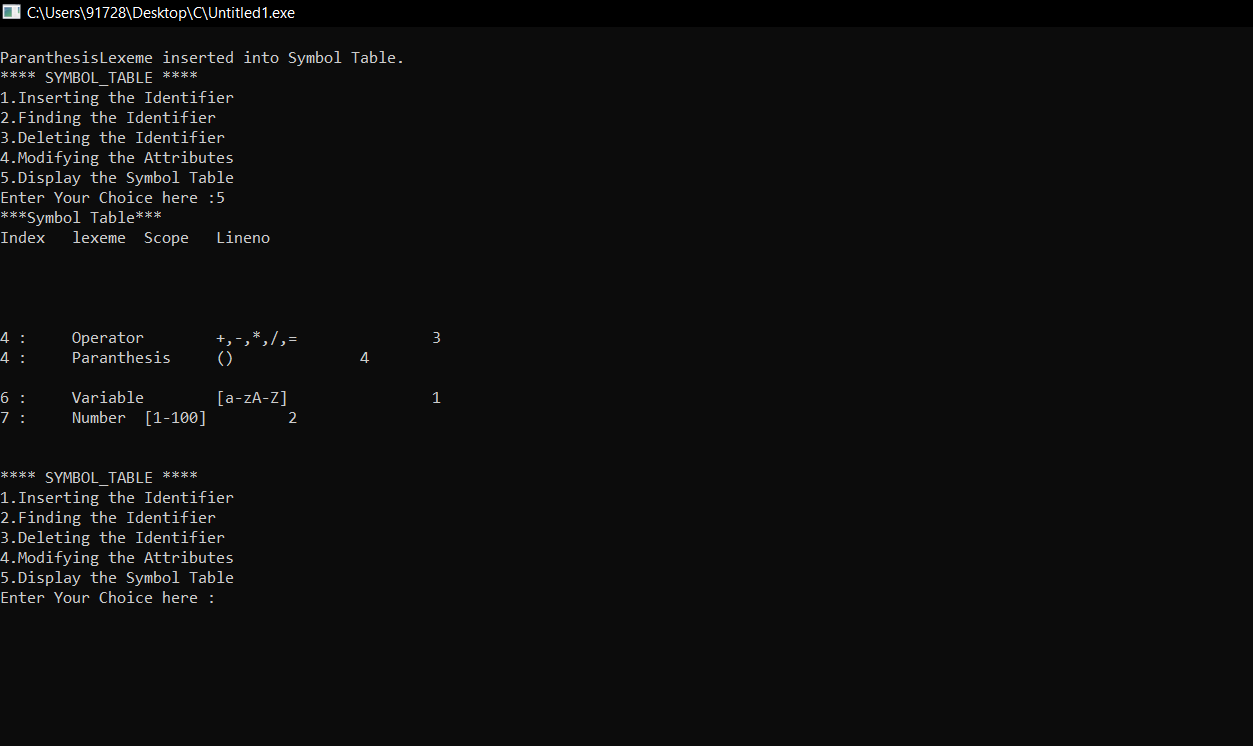 C:\Users\91728\Desktop\C\Untitled1.exe
ParanthesisLexeme inserted into Symbol Table.
**** SYMBOL_TABLE ****
1.Inserting the Identifier
2.Finding the Identifier
3.Deleting the Identifier
4.Modifying the Attributes
5.Display the Symbol Table
Enter Your Choice here :5
***Symbol Table***
Index   lexeme  Scope   Lineno
4 :     Operator        +,-,*,/,=               3
4 :     Paranthesis     ()              4
6 :     Variable        [a-zA-Z]                1
7 :     Number  [1-100]         2
**** SYMBOL_TABLE ****
1.Inserting the Identifier
2.Finding the Identifier
3.Deleting the Identifier
4.Modifying the Attributes
5.Display the Symbol Table
Enter Your Choice here :